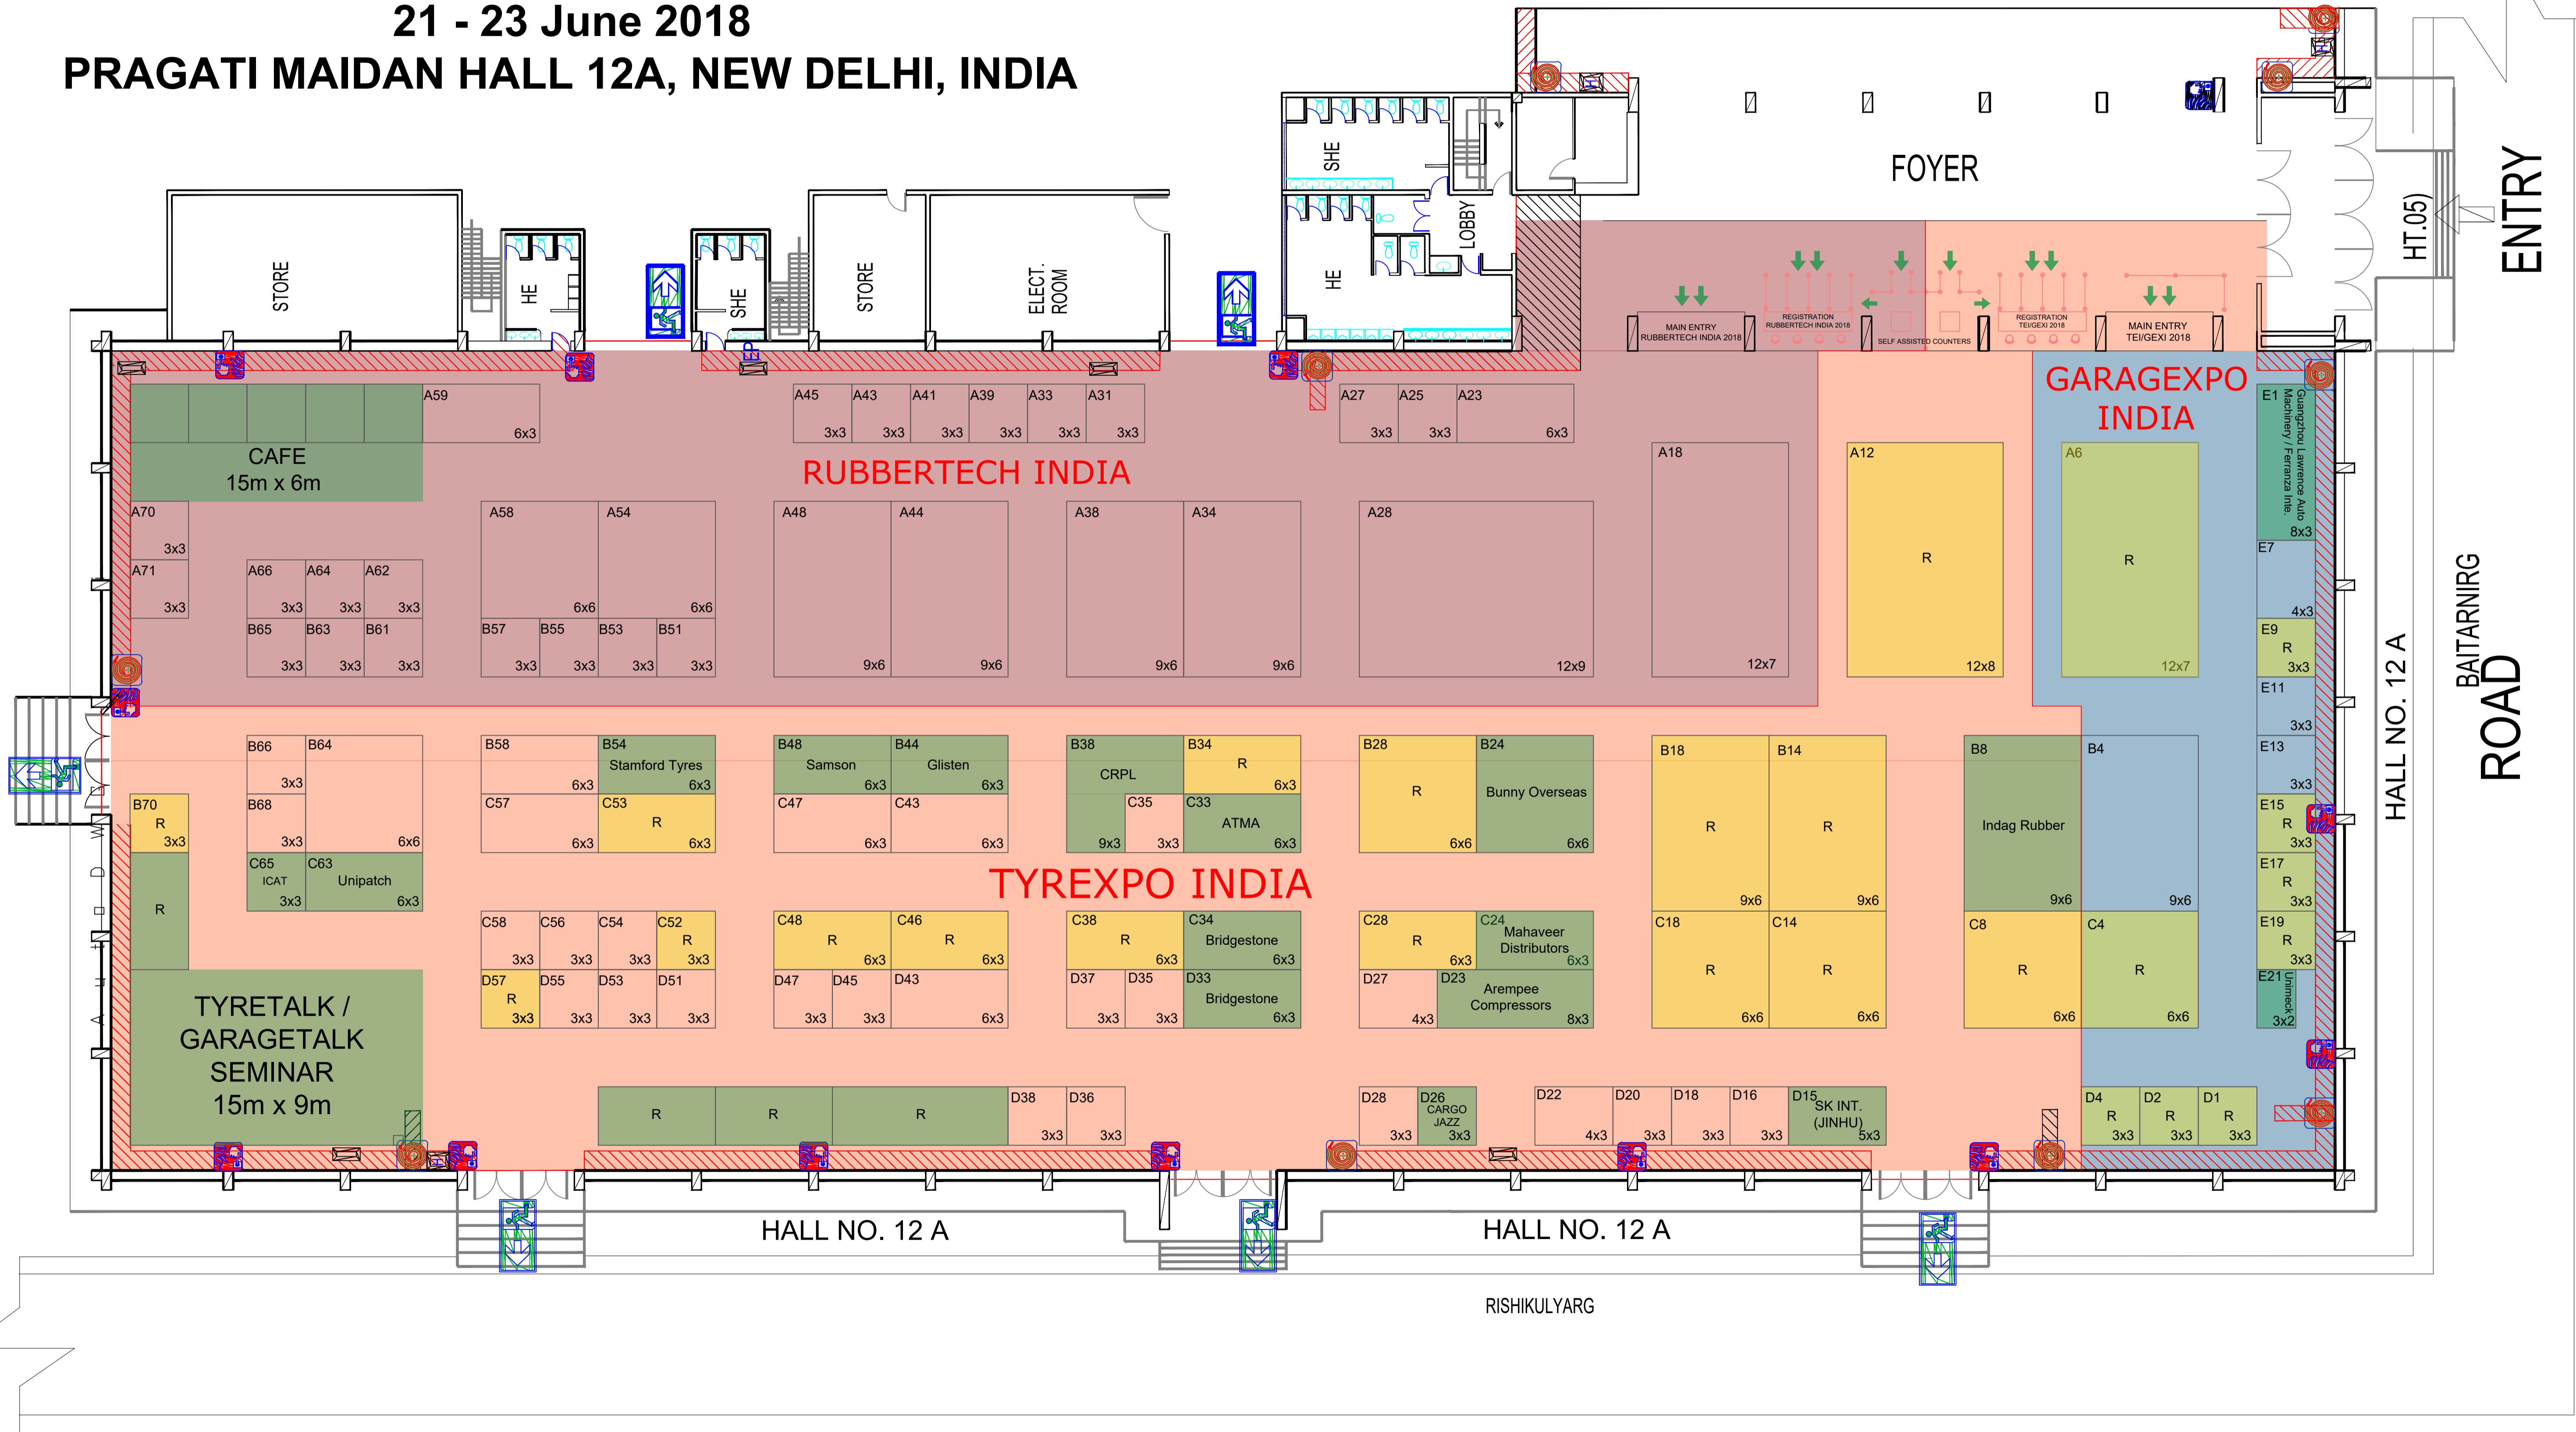 21 - 23 June 2018
PRAGATI MAIDAN HALL 12A, NEW DELHI, INDIA
STORE
HE
SHE
STORE
ELECT.
ROOM
SHE
HE
LOBBY
FOYER
HT.05)
ENTRY
MAIN ENTRY
RUBBERTECH INDIA 2018
REGISTRATION
RUBBERTECH INDIA 2018
SELF ASSISTED COUNTERS
REGISTRATION
TEI/GEXI 2018
MAIN ENTRY
TEI/GEXI 2018
CAFE
15m x 6m
A59
6x3
A45
3x3
A43
3x3
A41
3x3
A39
3x3
A33
3x3
A31
3x3
A27
3x3
A25
3x3
A23
6x3
GARAGEXPO
INDIA
E1
Guangzhou Lawrence Auto
Machinery / Ferranza Inte.
8x3
RUBBERTECH INDIA
A18
12x7
A12
R
12x8
A6
R
12x7
A70
3x3
A71
3x3
A66
3x3
A64
3x3
A62
3x3
B65
3x3
B63
3x3
B61
3x3
A58
6x6
A54
6x6
B57
3x3
B55
3x3
B53
3x3
B51
3x3
A48
9x6
A44
9x6
A38
9x6
A34
9x6
A28
12x9
E7
4x3
E9
R
3x3
E11
3x3
E13
3x3
E15
R
3x3
E17
R
3x3
E19
R
3x3
E21
Unimeck
3x2
HALL NO. 12 A
BAITARNIRG
ROAD
B66
3x3
B64
6x6
B68
3x3
B70
R
3x3
R
C65
ICAT
3x3
C63
Unipatch
6x3
B58
6x3
B54
Stamford Tyres
6x3
C57
6x3
C53
R
6x3
B48
Samson
6x3
B44
Glisten
6x3
C47
6x3
C43
6x3
B38
CRPL
9x3
B34
R
6x3
C35
3x3
C33
ATMA
6x3
B28
R
6x6
B24
Bunny Overseas
6x6
B18
R
9x6
B14
R
9x6
B8
Indag Rubber
9x6
B4
9x6
TYREXPO INDIA
C58
3x3
C56
3x3
C54
3x3
C52
R
3x3
D57
R
3x3
D55
3x3
D53
3x3
D51
3x3
C48
R
6x3
C46
R
6x3
D47
3x3
D45
3x3
D43
6x3
C38
R
6x3
C34
Bridgestone
6x3
D37
3x3
D35
3x3
D33
Bridgestone
6x3
C28
R
6x3
C24
Mahaveer
Distributors
6x3
D27
4x3
D23
Arempee
Compressors
8x3
C18
R
6x6
C14
R
6x6
C8
R
6x6
C4
R
6x6
TYRETALK /
GARAGETALK
SEMINAR
15m x 9m
R
R
R
D38
3x3
D36
3x3
D28
3x3
D26
CARGO
JAZZ
3x3
D22
4x3
D20
3x3
D18
3x3
D16
3x3
D15
SK INT.
(JINHU)
5x3
D4
R
3x3
D2
R
3x3
D1
R
3x3
HALL NO. 12 A
HALL NO. 12 A
RISHIKULYARG